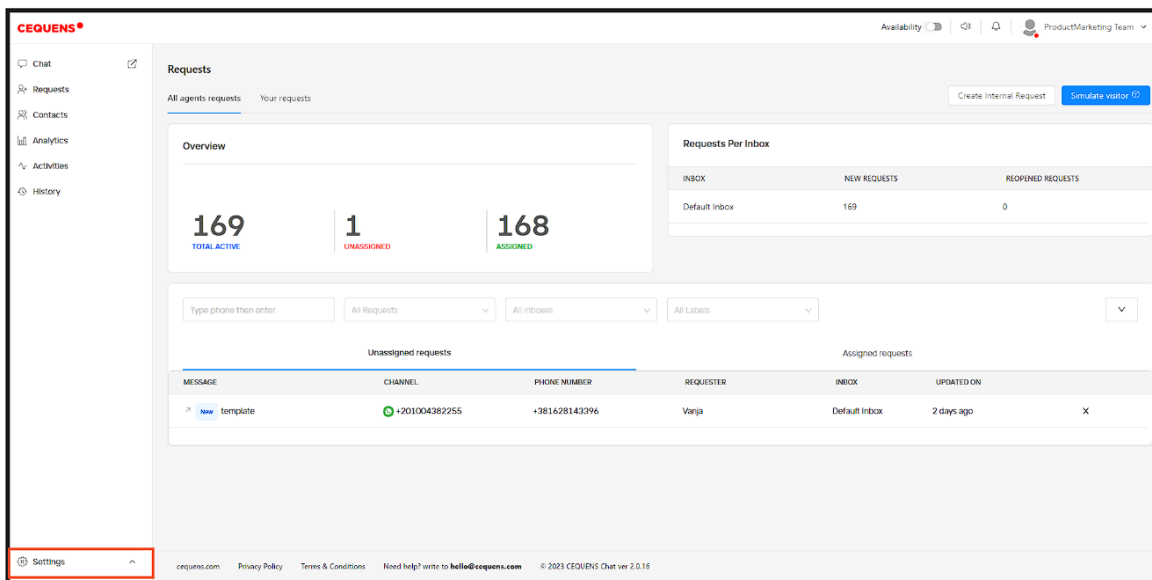 CEQUENS
Availability
ProductMarketing Team
Chat
Requests
Contacts
Analytics
Activities
History
Settings
Requests
All agents requests Your requests
Create Internal Request Simulate visitor
Overview
169 1 168
TOTAL ACTIVE UNASSIGNED ASSIGNED
Requests Per Inbox
INBOX NEW REQUESTS REOPENED REQUESTS
Default Inbox 169 0
Type phone then enter All Requests All Inboxes All Labels
Unassigned requests Assigned requests
MESSAGE CHANNEL PHONE NUMBER REQUESTER INBOX UPDATED ON
New template +201004382255 +381628143396 Vanja Default Inbox 2 days ago X
cequens.com Privacy Policy Terms & Conditions Need help? write to hello@cequens.com © 2023 CEQUENS Chat ver 2.0.16